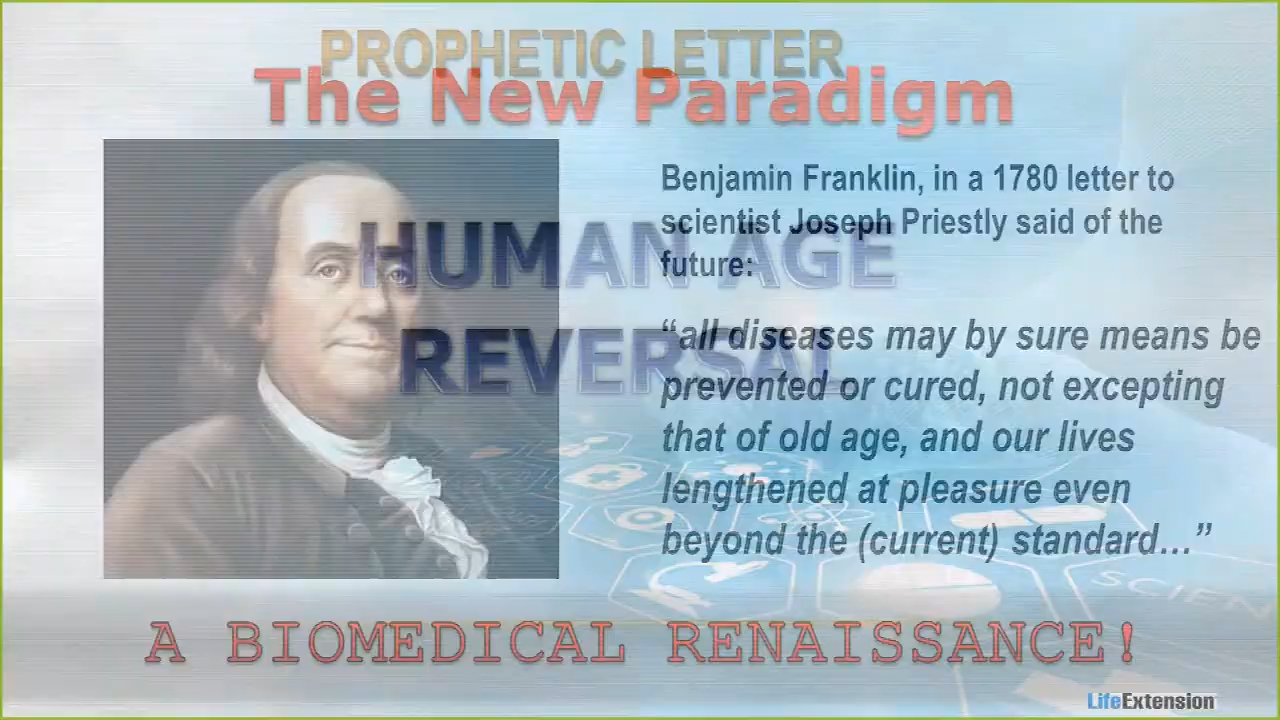 PROPHETIC LETTER
The New Paradigm
Benjamin Franklin, in a 1780 letter to
scientist Joseph Priestly said of the
future:
HUMAN AGE
REVERSAL
“all diseases may by sure means be
prevented or cured, not excepting
that of old age, and our lives
lengthened at pleasure even
beyond the (current) standard…”
SCIEN
A BIOMEDICAL RENAISSANCE!
LifeExtension